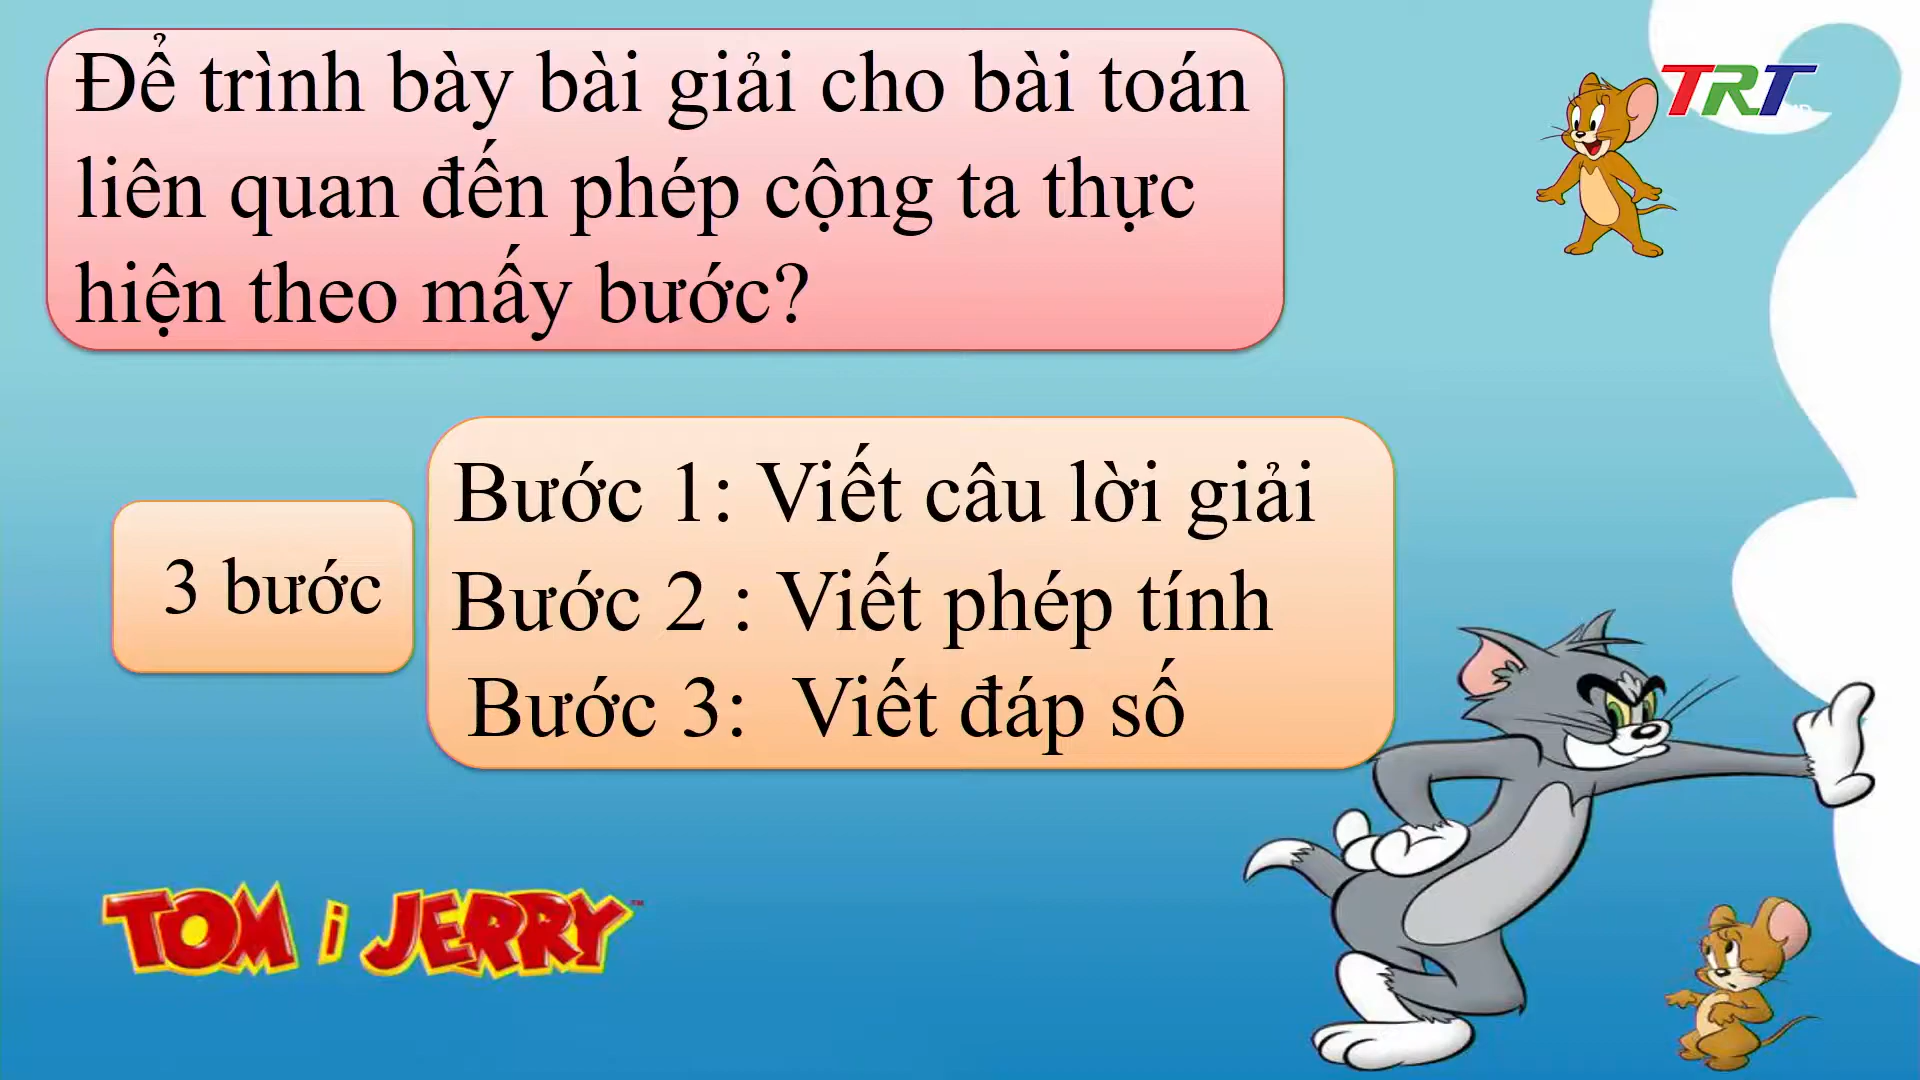 Để trình bày bài giải cho bài toán
liên quan đến phép cộng ta thực
hiện theo mấy bước?
TRT
3 bước
Bước 1: Viết câu lời giải
Bước 2 : Viết phép tính
Bước 3: Viết đáp số
TOM i JERRY™